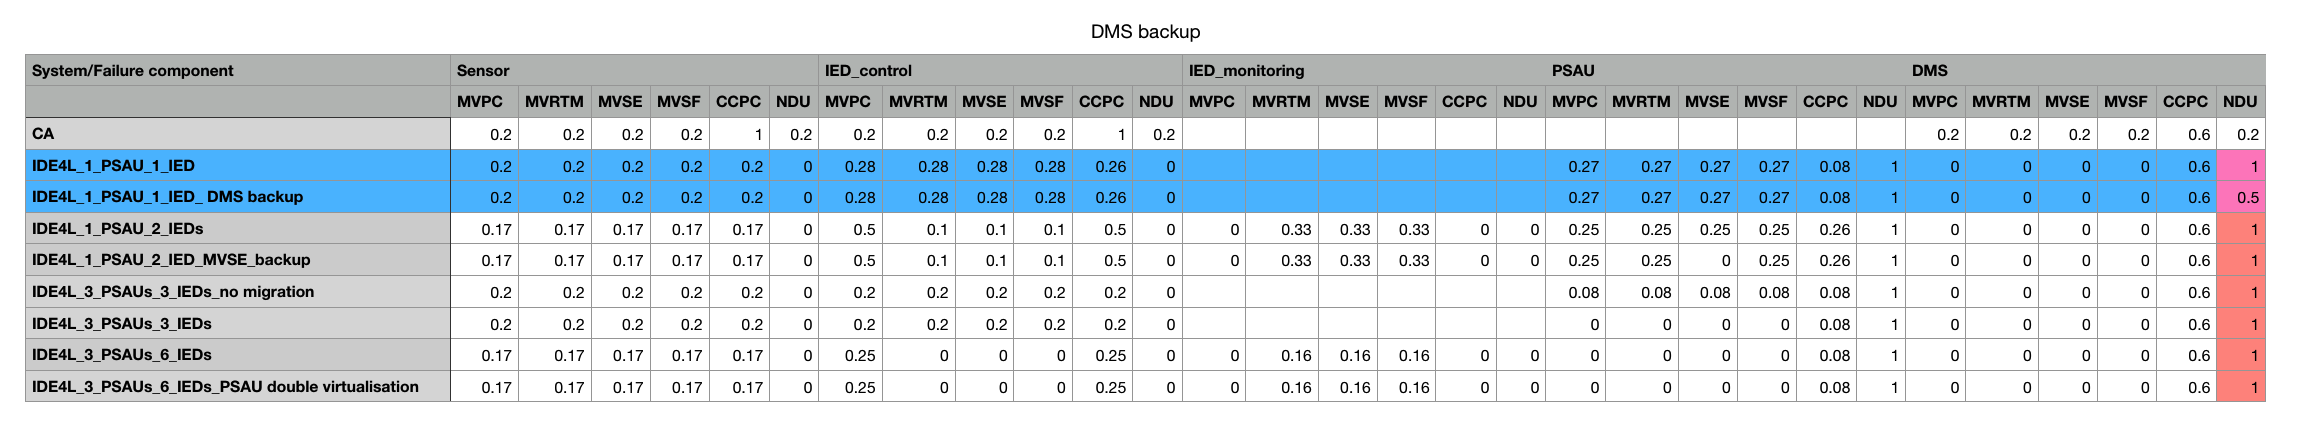 DMS backup
System/Failure component Sensor IED_control IED_monitoring PSAU DMS
MVPC MVRTM MVSE MVSF CCPC NDU MVPC MVRTM MVSE MVSF CCPC NDU MVPC MVRTM MVSE MVSF CCPC NDU MVPC MVRTM MVSE MVSF CCPC NDU MVPC MVRTM MVSE MVSF CCPC NDU
CA 0.2 0.2 0.2 0.2 1 0.2 0.2 0.2 0.2 0.2 1 0.2 0.2 0.2 0.2 0.2 0.6 0.2
IDE4L_1_PSAU_1_IED 0.2 0.2 0.2 0.2 0.2 0 0.28 0.28 0.28 0.28 0.26 0 0.27 0.27 0.27 0.27 0.08 1 0 0 0 0 0.6 1
IDE4L_1_PSAU_1_IED_ DMS backup 0.2 0.2 0.2 0.2 0.2 0 0.28 0.28 0.28 0.28 0.26 0 0.27 0.27 0.27 0.27 0.08 1 0 0 0 0 0.6 0.5
IDE4L_1_PSAU_2_IEDs 0.17 0.17 0.17 0.17 0.17 0 0.5 0.1 0.1 0.1 0.5 0 0 0.33 0.33 0.33 0 0 0.25 0.25 0.25 0.25 0.26 1 0 0 0 0 0.6 1
IDE4L_1_PSAU_2_IED_MVSE_backup 0.17 0.17 0.17 0.17 0.17 0 0.5 0.1 0.1 0.1 0.5 0 0 0.33 0.33 0.33 0 0 0.25 0.25 0 0.25 0.26 1 0 0 0 0 0.6 1
IDE4L_3_PSAUs_3_IEDs_no migration 0.2 0.2 0.2 0.2 0.2 0 0.2 0.2 0.2 0.2 0.2 0 0.08 0.08 0.08 0.08 0.08 1 0 0 0 0 0.6 1
IDE4L_3_PSAUs_3_IEDs 0.2 0.2 0.2 0.2 0.2 0 0.2 0.2 0.2 0.2 0.2 0 0 0 0 0 0.08 1 0 0 0 0 0.6 1
IDE4L_3_PSAUs_6_IEDs 0.17 0.17 0.17 0.17 0.17 0 0.25 0 0 0 0.25 0 0 0.16 0.16 0.16 0 0 0 0 0 0 0.08 1 0 0 0 0 0.6 1
IDE4L_3_PSAUs_6_IEDs_PSAU double virtualisation 0.17 0.17 0.17 0.17 0.17 0 0.25 0 0 0 0.25 0 0 0.16 0.16 0.16 0 0 0 0 0 0 0.08 1 0 0 0 0 0.6 1